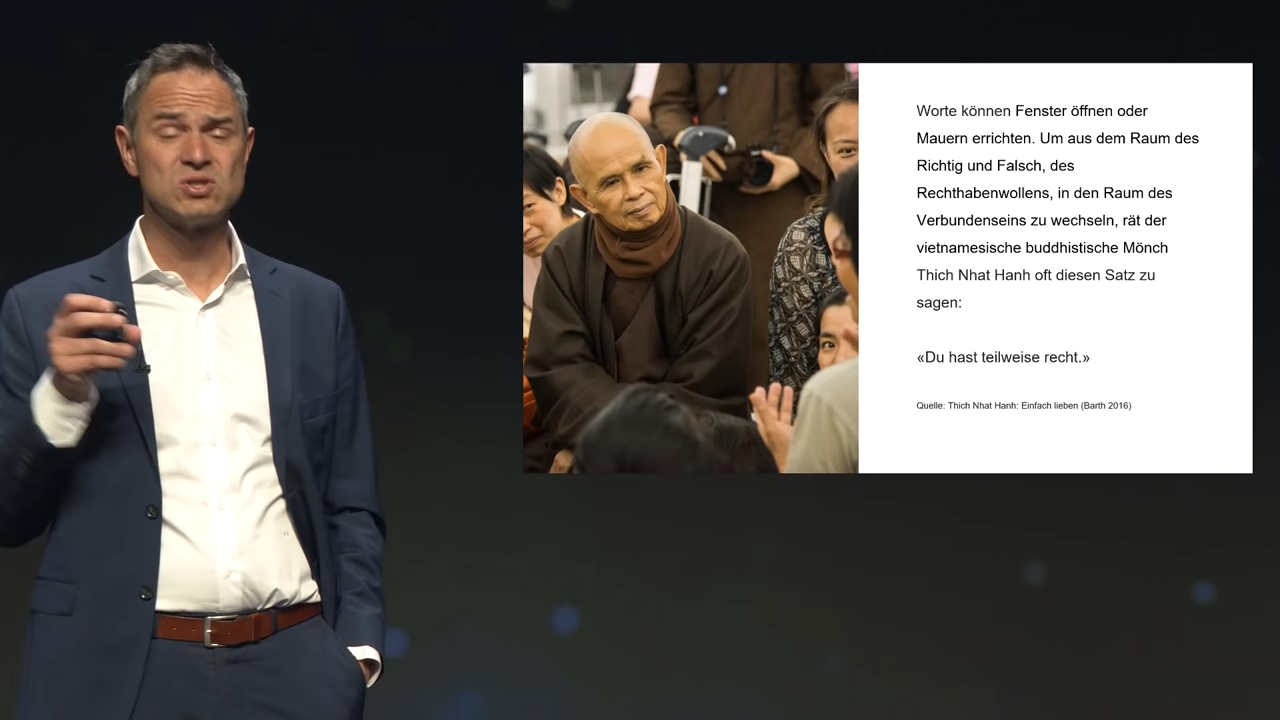 Worte können Fenster öffnen oder
Mauern errichten. Um aus dem Raum des
Richtig und Falsch, des
Rechthabenwollens, in den Raum des
Verbundenseins zu wechseln, rät der
vietnamesische buddhistische Mönch
Thich Nhat Hanh oft diesen Satz zu
sagen:
«Du hast teilweise recht.»
Quelle: Thich Nhat Hanh: Einfach lieben (Barth 2016)